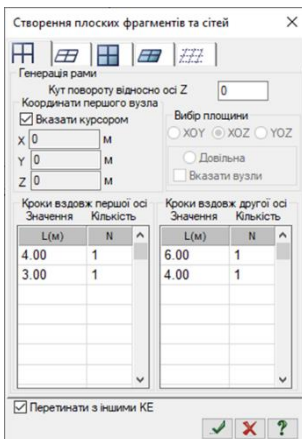 Створення плоских фрагментів та сітей
Генерація рами
Кут повороту відносно осі Z 0
Координати першого вузла
Вказати курсором
X 0 м
Y 0 м
Z 0 м
Вибір площини
XOY XOZ YOZ
Довільна
Вказати вузли
Кроки вздовж першої осі
Значення Кількість
L(м) N
4.00 1
3.00 1
Кроки вздовж другої осі
Значення Кількість
L(м) N
6.00 1
4.00 1
Перетинати з іншими КЕ
?